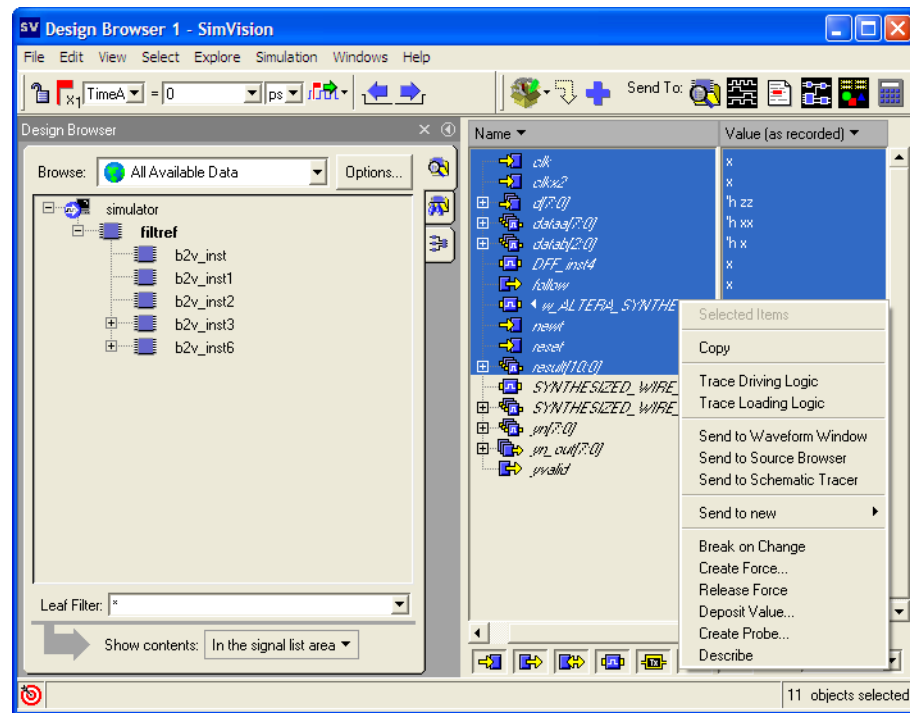 SV Design Browser 1 - SimVision
File Edit View Select Explore Simulation Windows Help
X1 TimeA = 0 ps Send To:
Design Browser
Browse: All Available Data Options...
simulator
filtref
b2v_inst
b2v_inst1
b2v_inst2
b2v_inst3
b2v_inst6
Leaf Filter: *
Show contents: In the signal list area
Name Value (as recorded)
clk x
clkx2 x
d[7:0] 'h zz
dataa[7:0] 'h xx
datab[2:0] 'h x
DFF_inst4 x
follow x
w_ALTERA_SYNTHE
newt
reset
result[10:0]
SYNTHESIZED_WIRE_
SYNTHESIZED_WIRE_
yn[7:0]
yn_out[7:0]
yvalid
Selected Items
Copy
Trace Driving Logic
Trace Loading Logic
Send to Waveform Window
Send to Source Browser
Send to Schematic Tracer
Send to new
Break on Change
Create Force...
Release Force
Deposit Value...
Create Probe...
Describe
11 objects selected